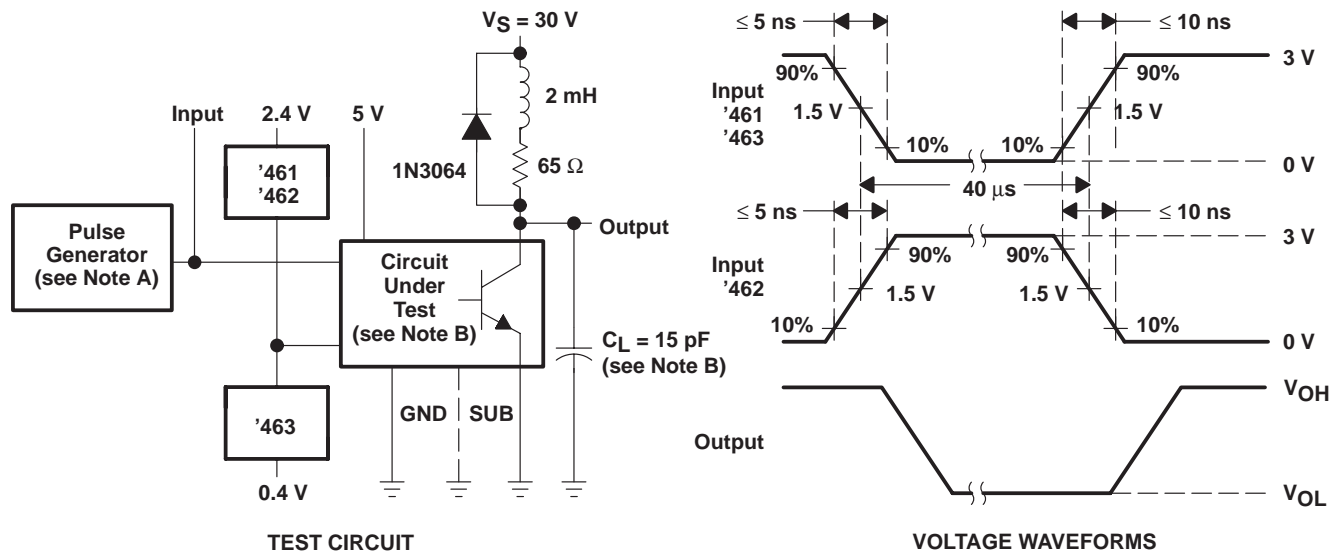 VS = 30 V
2 mH
65 Ω
1N3064
Input
2.4 V
5 V
'461
'462
Pulse
Generator
(see Note A)
Circuit
Under
Test
(see Note B)
Output
CL = 15 pF
(see Note B)
'463
0.4 V
GND
SUB
TEST CIRCUIT
≤ 5 ns
≤ 10 ns
3 V
90%
90%
Input
'461
'463
1.5 V
1.5 V
10%
10%
0 V
40 μs
≤ 5 ns
≤ 10 ns
3 V
90%
90%
Input
'462
1.5 V
1.5 V
10%
10%
0 V
VOH
Output
VOL
VOLTAGE WAVEFORMS